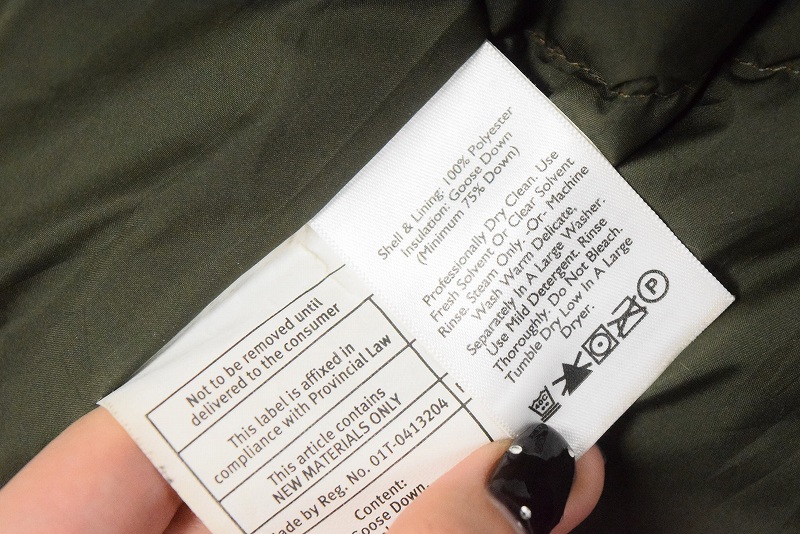 Shell & Lining: 100% Polyester
Insulation: Goose Down
(Minimum 75% Down)
Professionally Dry Clean. Use
Fresh Solvent Or Clear Solvent
Rinse. Steam Only. -Or- Machine
Wash Warm Delicate,
Separately In A Large Washer.
Use Mild Detergent. Rinse
Thoroughly. Do Not Bleach.
Tumble Dry Low In A Large
Dryer.
P
Not to be removed until
delivered to the consumer
This label is affixed in
compliance with Provincial Law
This article contains
NEW MATERIALS ONLY
by Reg. No. 01T-0413204
Content:
Down.